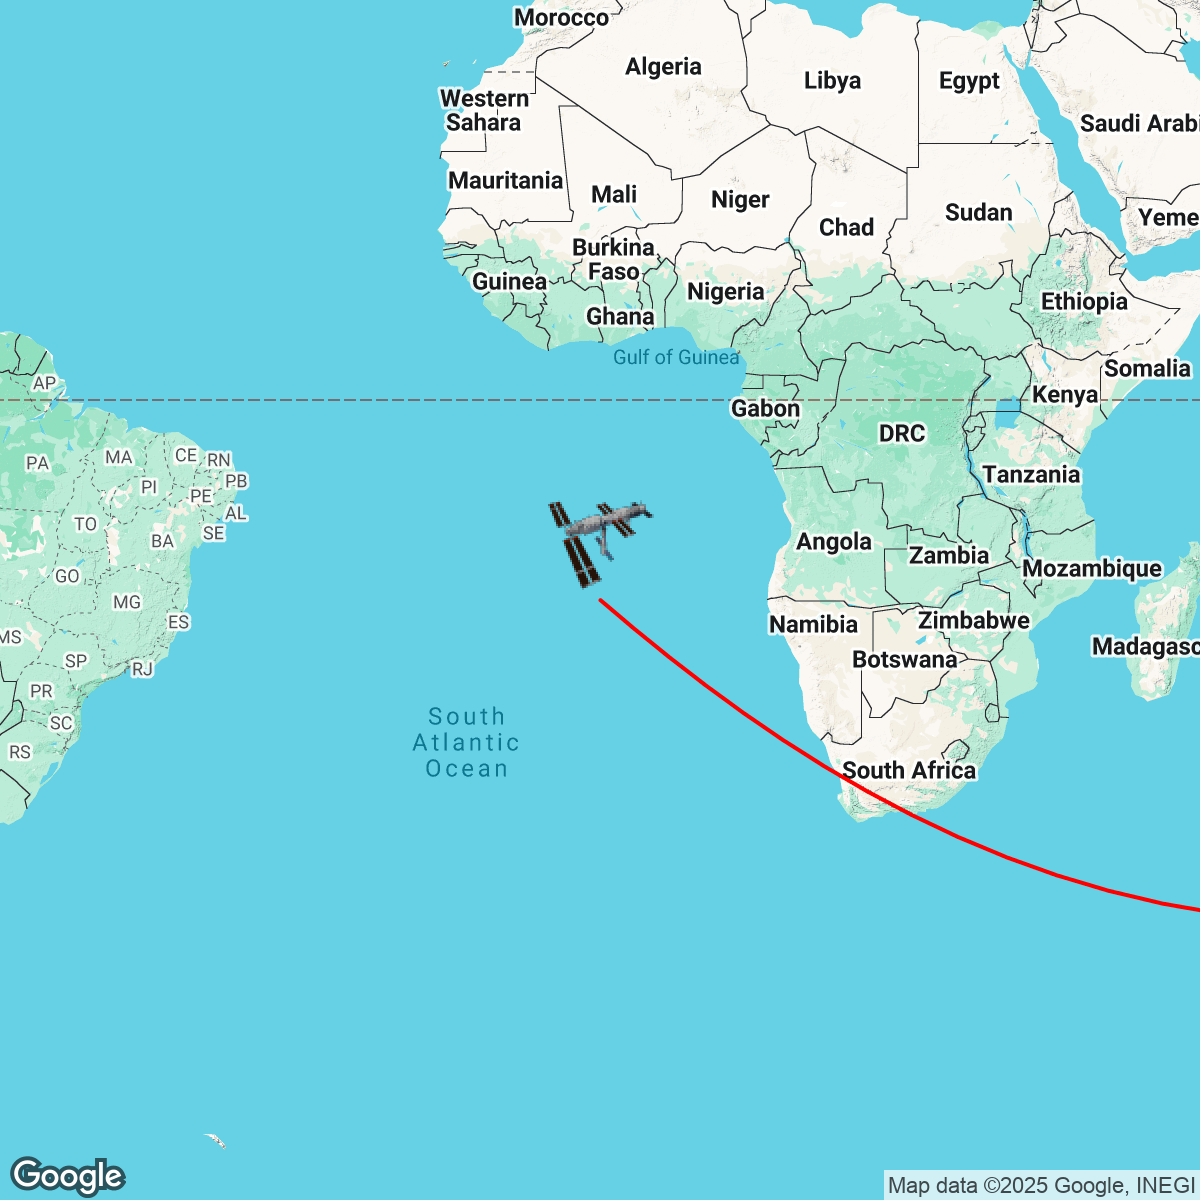 Morocco
Algeria
Libya
Egypt
Western
Sahara
Saudi Arabi
Mauritania
Mali
Niger
Chad
Sudan
Yeme
Burkina
Faso
Guinea
Nigeria
Ethiopia
Ghana
Gulf of Guinea
Somalia
AP
Kenya
Gabon
DRC
MA
CE
RN
PA
PI
PE
PB
Tanzania
AL
TO
BA
SE
Angola
Zambia
Mozambique
GO
MG
ES
Namibia
Zimbabwe
MS
SP
RJ
Botswana
Madagasc
PR
SC
RS
South
Atlantic
Ocean
South Africa
Google
Map data ©2025 Google, INEGI